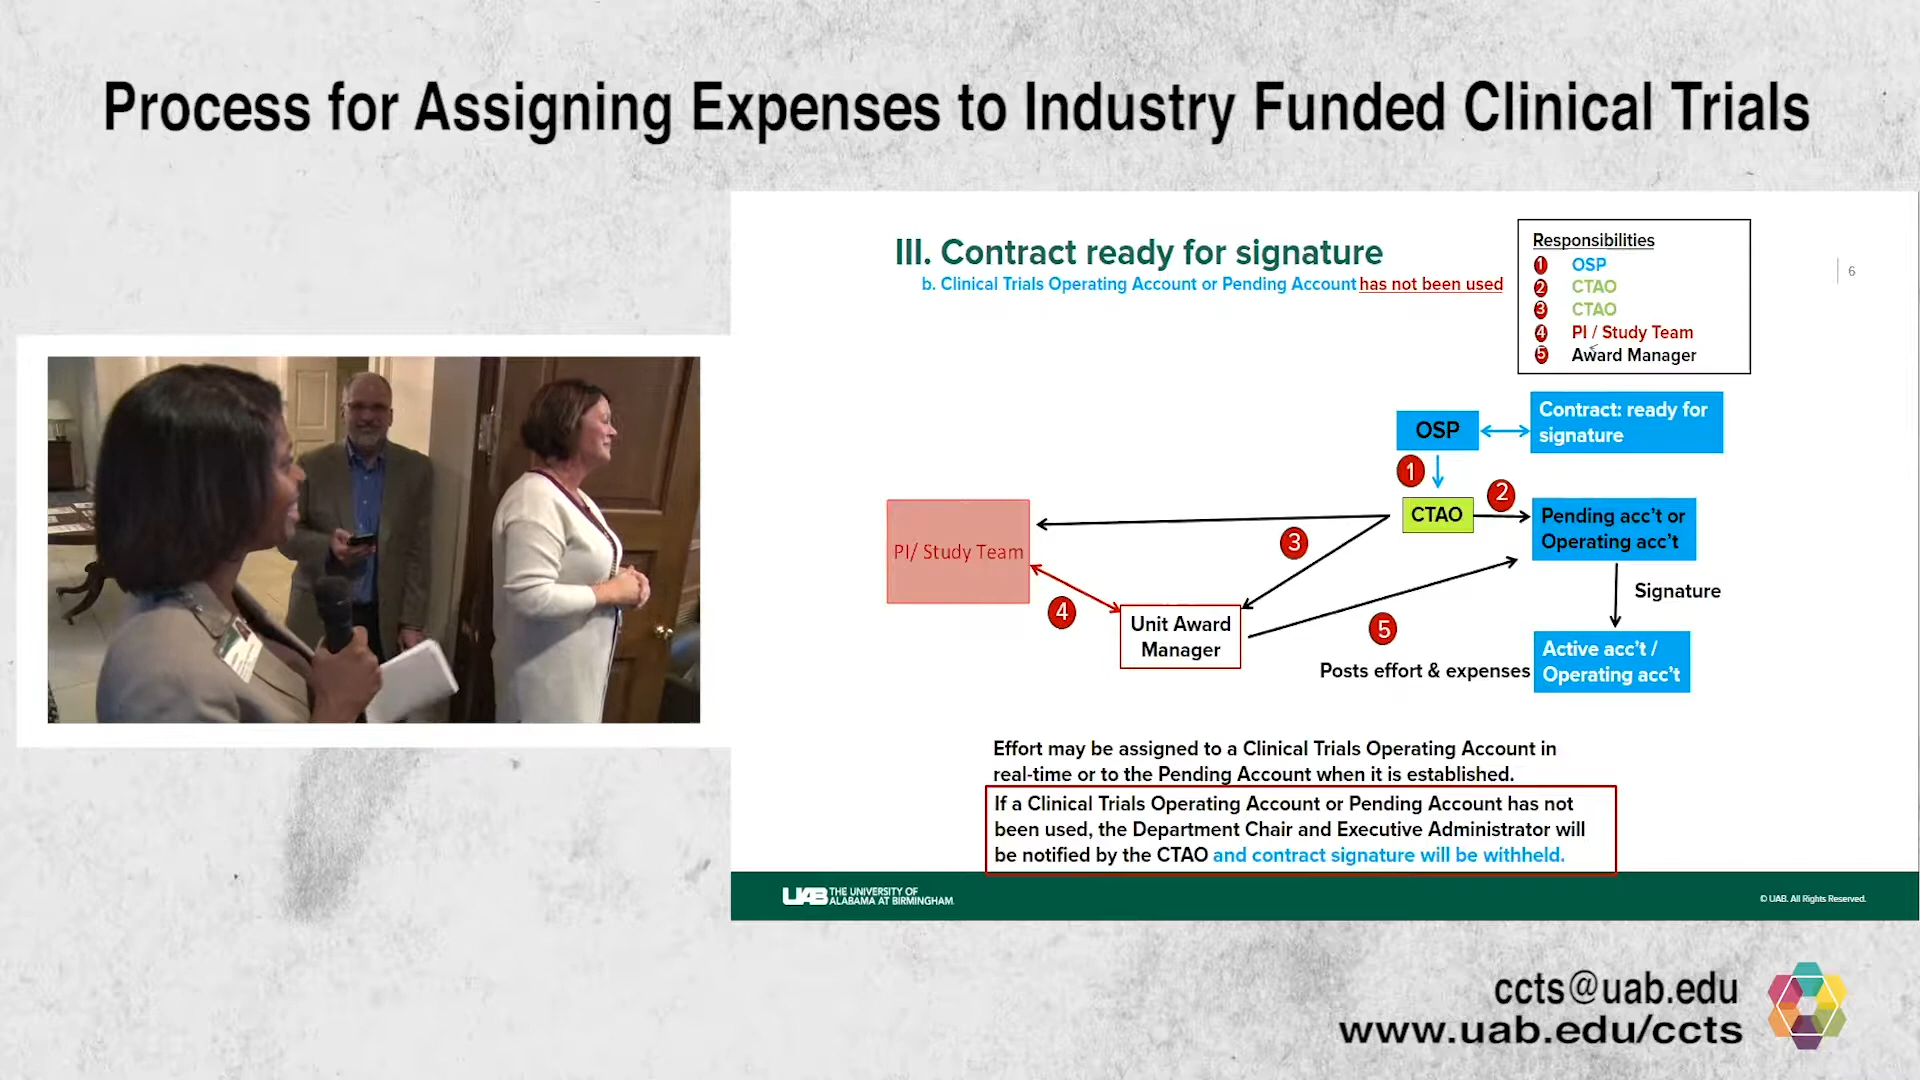 Process for Assigning Expenses to Industry Funded Clinical Trials
III. Contract ready for signature
b. Clinical Trials Operating Account or Pending Account has not been used
Responsibilities
1 OSP
2 CTAO
3 CTAO
4 PI / Study Team
5 Award Manager
6
OSP
Contract: ready for
signature
1
2
CTAO
Pending acc't or
Operating acc't
3
PI/ Study Team
Signature
4
Unit Award
Manager
5
Posts effort & expenses
Active acc't /
Operating acc't
Effort may be assigned to a Clinical Trials Operating Account in
real-time or to the Pending Account when it is established.
If a Clinical Trials Operating Account or Pending Account has not
been used, the Department Chair and Executive Administrator will
be notified by the CTAO and contract signature will be withheld.
UAB THE UNIVERSITY OF
ALABAMA AT BIRMINGHAM.
© UAB. All Rights Reserved.
ccts@uab.edu
www.uab.edu/ccts